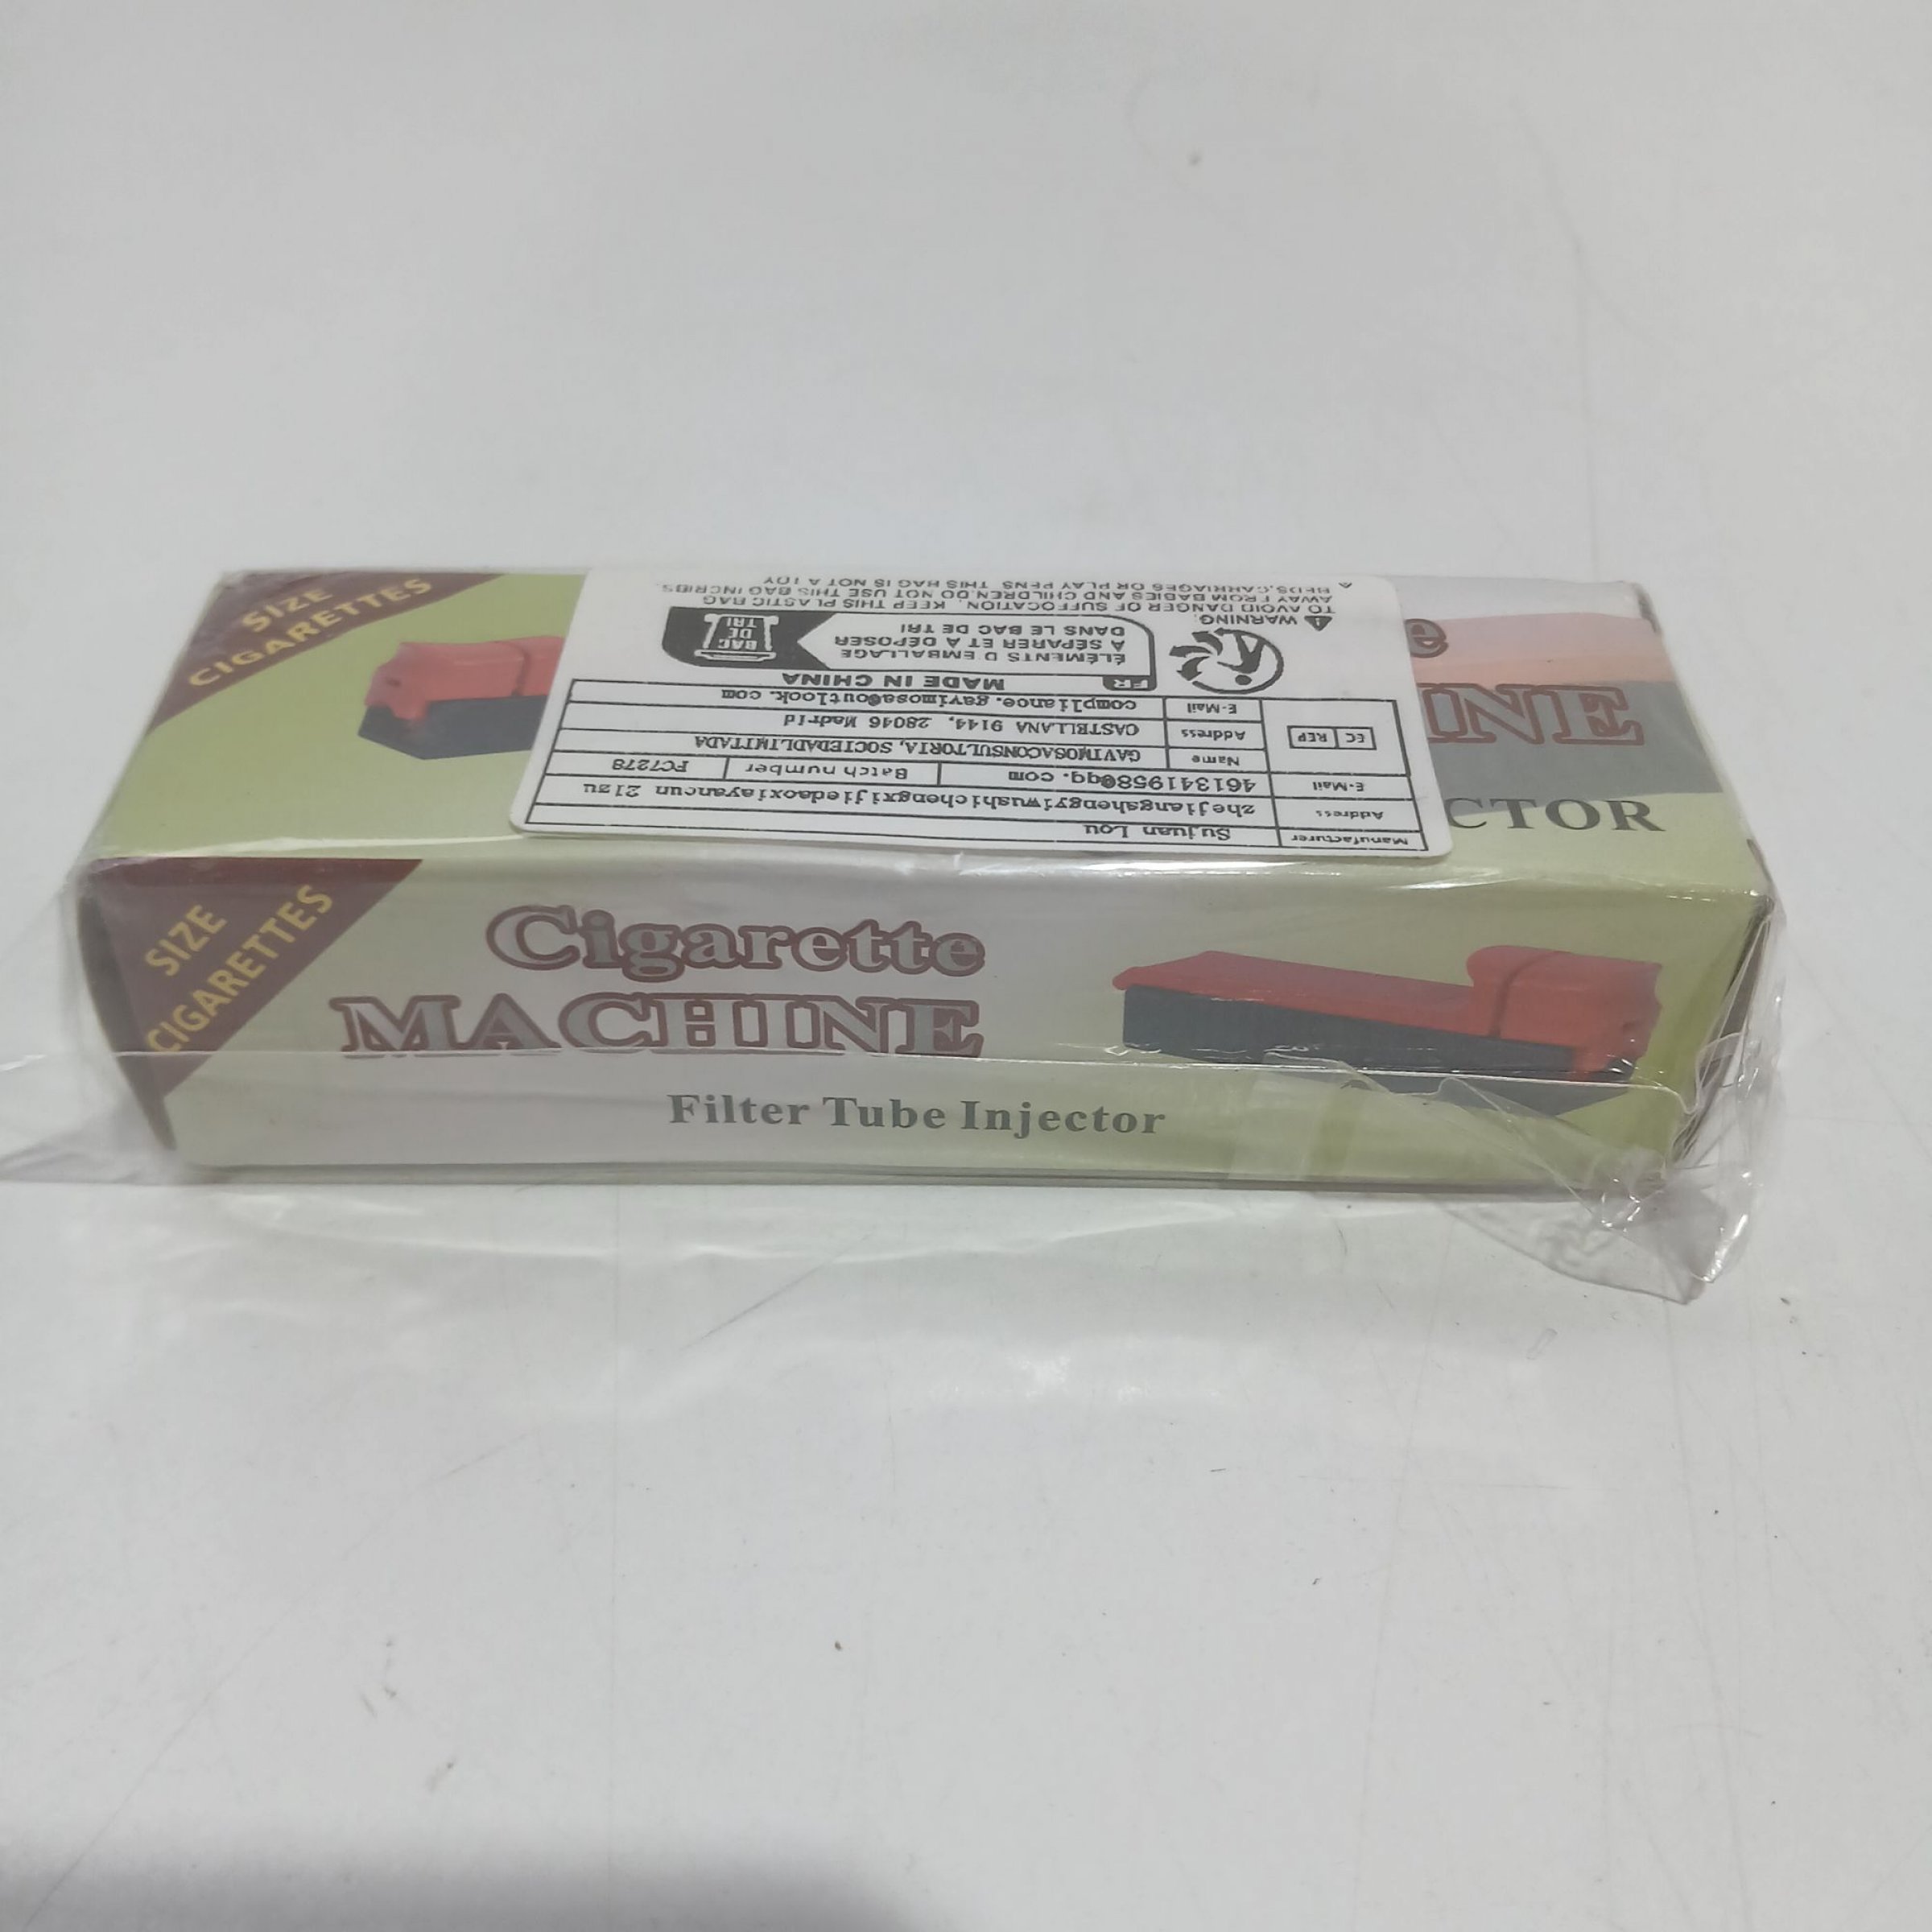 SIZE
CIGARETTES
e
INE
CTOR
Manufacturer Sujuan Lou
Address zhejiangshengyiwushichengxijiedaoxiayancun 21zu
E-Mail 461341958@qq.com Batch number FC7278
EC REP
Name GAVIMOSACONSULTORIA, SOCIEDADLIMITADA
Address CASTELLANA 9144, 28046 Madrid
E-Mail compliance.gavimosa@outlook.com
MADE IN CHINA
FR
ÉLÉMENTS D EMBALLAGE
À SÉPARER ET À DÉPOSER
DANS LE BAC DE TRI
BAC
DE
TRI
WARNING:
TO AVOID DANGER OF SUFFOCATION, KEEP THIS PLASTIC BAG
AWAY FROM BABIES AND CHILDREN.DO NOT USE THIS BAG INCRIBS
BEDS,CARRIAGES OR PLAY PENS THIS BAG IS NOT A TOY
SIZE
CIGARETTES
Cigarette
MACHINE
Filter Tube Injector